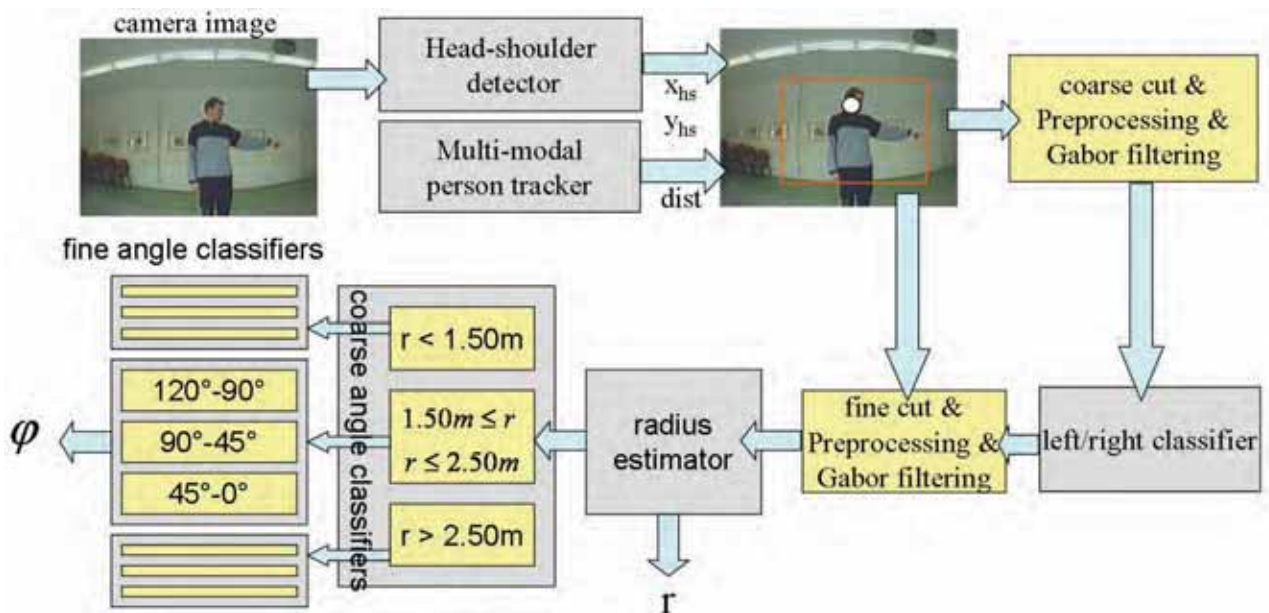 camera image
Head-shoulder
detector
x_hs
y_hs
Multi-modal
person tracker
dist
coarse cut &
Preprocessing &
Gabor filtering
fine angle classifiers
coarse angle classifiers
r < 1.50m
120°-90°
90°-45°
45°-0°
φ
1.50m ≤ r
r ≤ 2.50m
r > 2.50m
radius
estimator
r
fine cut &
Preprocessing &
Gabor filtering
left/right classifier